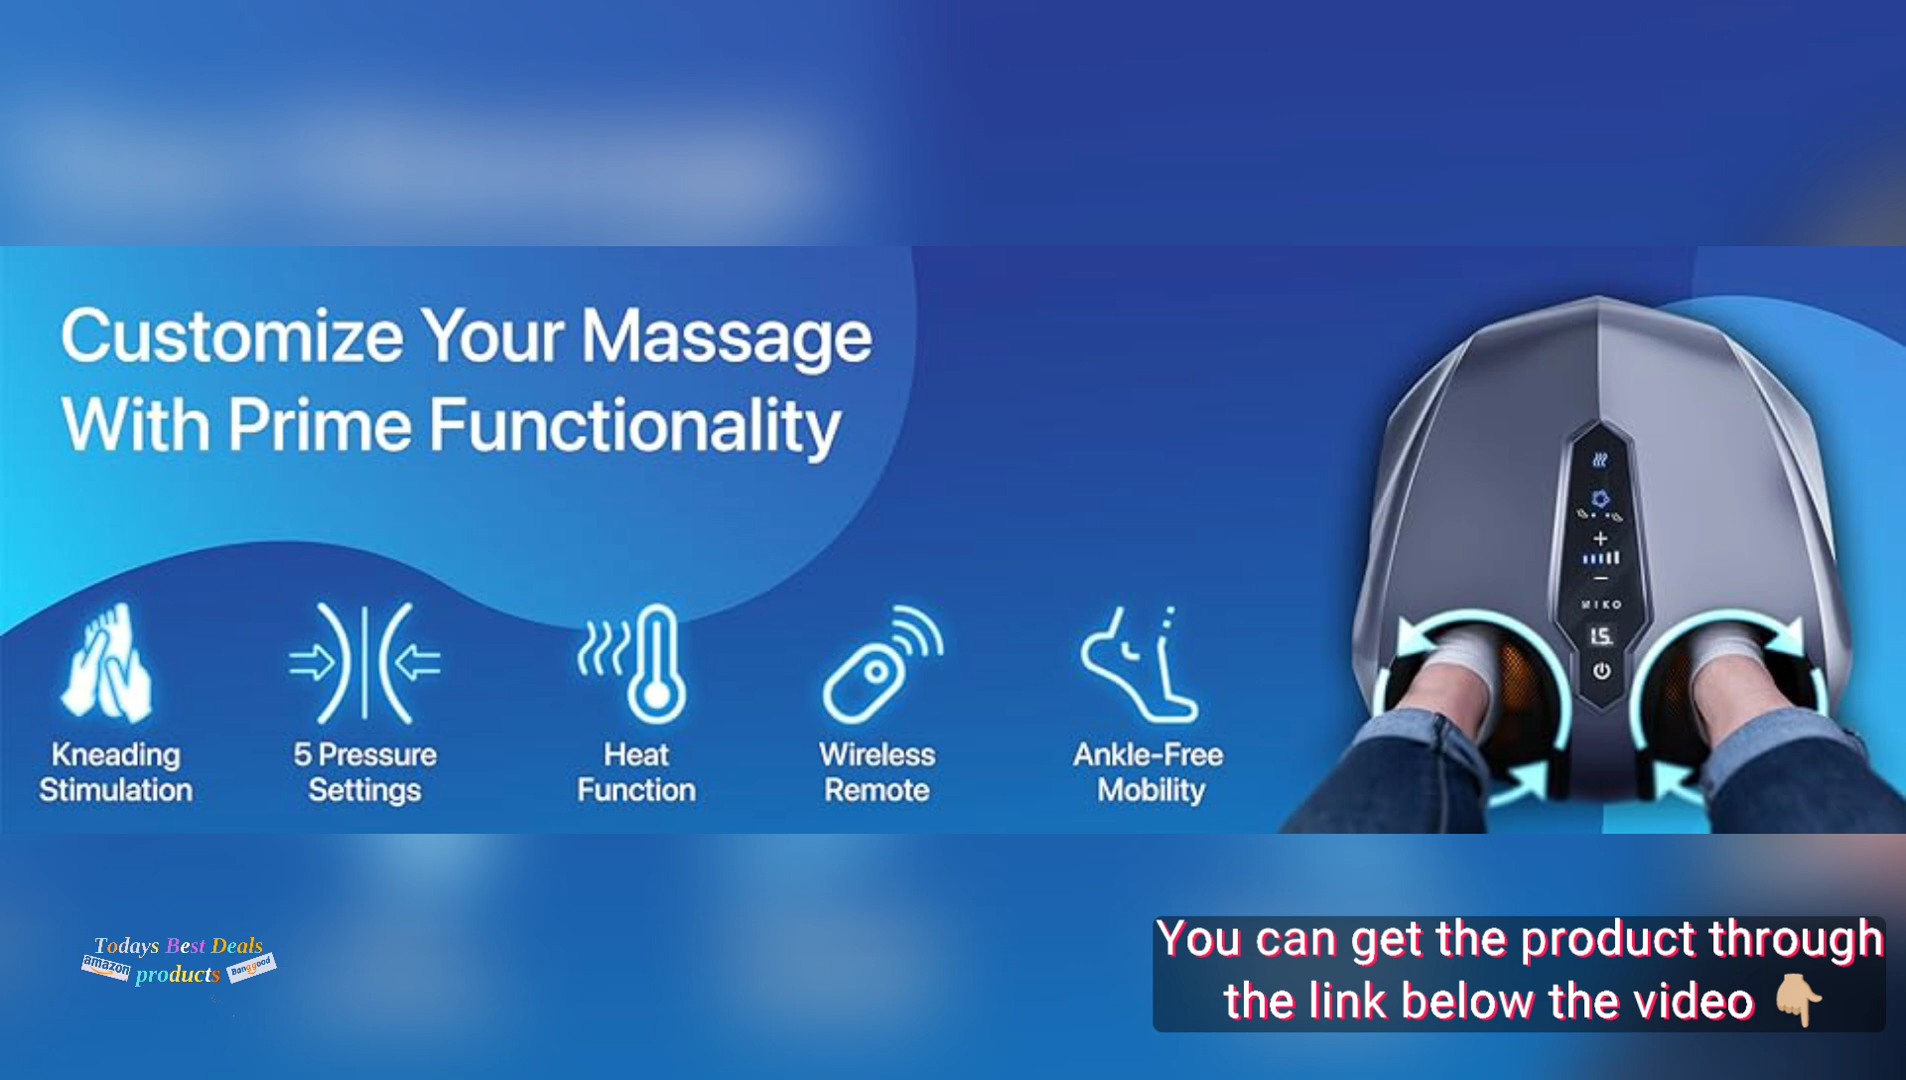 Customize Your Massage
With Prime Functionality
Kneading
Stimulation
5 Pressure
Settings
Heat
Function
Wireless
Remote
Ankle-Free
Mobility
MIKO
15
Todays Best Deals
amazon
products
Banggood
You can get the product through
the link below the video